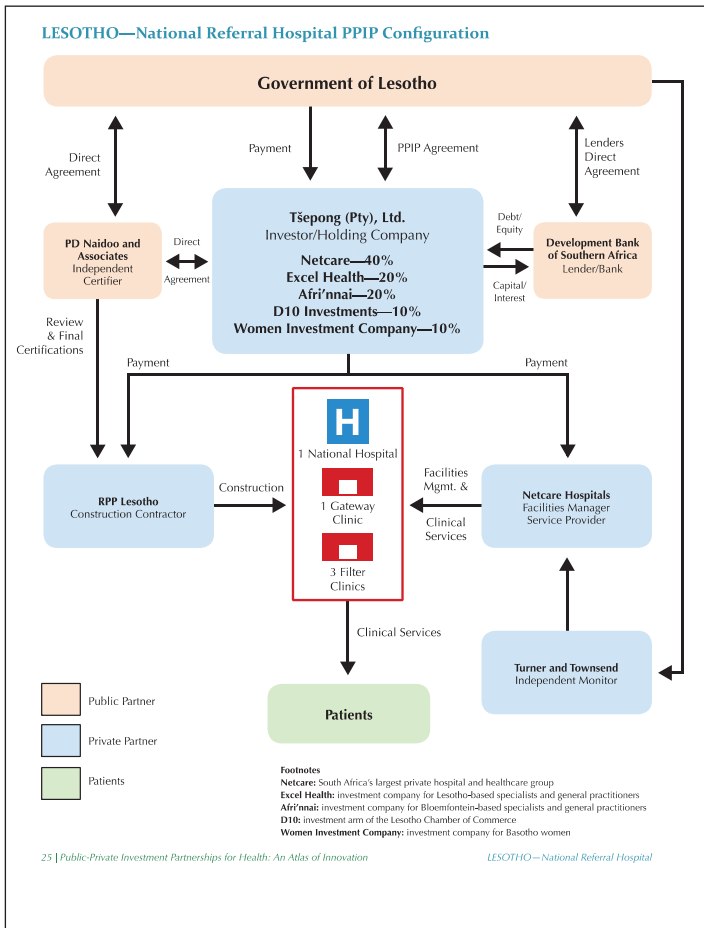 LESOTHO—National Referral Hospital PPIP Configuration
Government of Lesotho
Direct
Agreement
Payment
PPIP Agreement
Lenders
Direct
Agreement
Tšepong (Pty), Ltd.
Investor/Holding Company
Netcare—40%
Excel Health—20%
Afri’nnai—20%
D10 Investments—10%
Women Investment Company—10%
PD Naidoo and
Associates
Independent
Certifier
Direct
Agreement
Debt/
Equity
Capital/
Interest
Development Bank
of Southern Africa
Lender/Bank
Review
& Final
Certifications
Payment
Payment
H
1 National Hospital
1 Gateway
Clinic
3 Filter
Clinics
RPP Lesotho
Construction Contractor
Construction
Facilities
Mgmt. &
Clinical
Services
Netcare Hospitals
Facilities Manager
Service Provider
Clinical Services
Turner and Townsend
Independent Monitor
Patients
Public Partner
Private Partner
Patients
Footnotes
Netcare: South Africa’s largest private hospital and healthcare group
Excel Health: investment company for Lesotho-based specialists and general practitioners
Afri’nnai: investment company for Bloemfontein-based specialists and general practitioners
D10: investment arm of the Lesotho Chamber of Commerce
Women Investment Company: investment company for Basotho women
25 | Public-Private Investment Partnerships for Health: An Atlas of Innovation
LESOTHO—National Referral Hospital